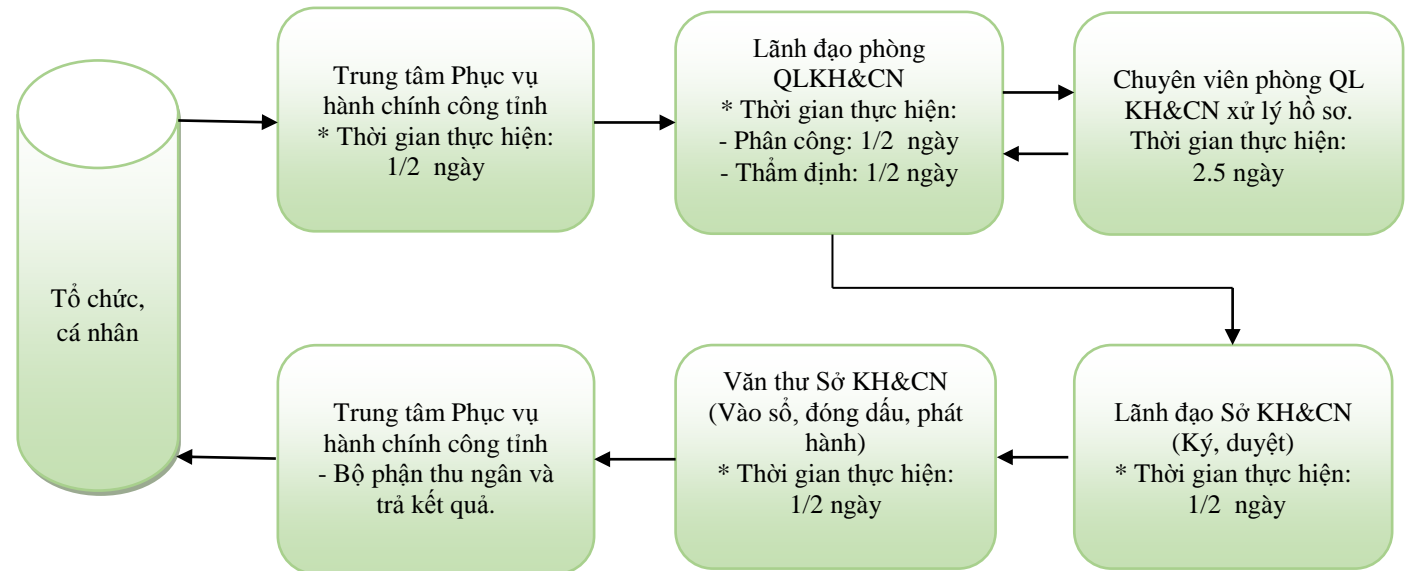 Tổ chức,
cá nhân
Trung tâm Phục vụ
hành chính công tỉnh
* Thời gian thực hiện:
1/2 ngày
Lãnh đạo phòng
QLKH&CN
* Thời gian thực hiện:
- Phân công: 1/2 ngày
- Thẩm định: 1/2 ngày
Chuyên viên phòng QL
KH&CN xử lý hồ sơ.
Thời gian thực hiện:
2.5 ngày
Lãnh đạo Sở KH&CN
(Ký, duyệt)
* Thời gian thực hiện:
1/2 ngày
Văn thư Sở KH&CN
(Vào sổ, đóng dấu, phát
hành)
* Thời gian thực hiện:
1/2 ngày
Trung tâm Phục vụ
hành chính công tỉnh
- Bộ phận thu ngân và
trả kết quả.